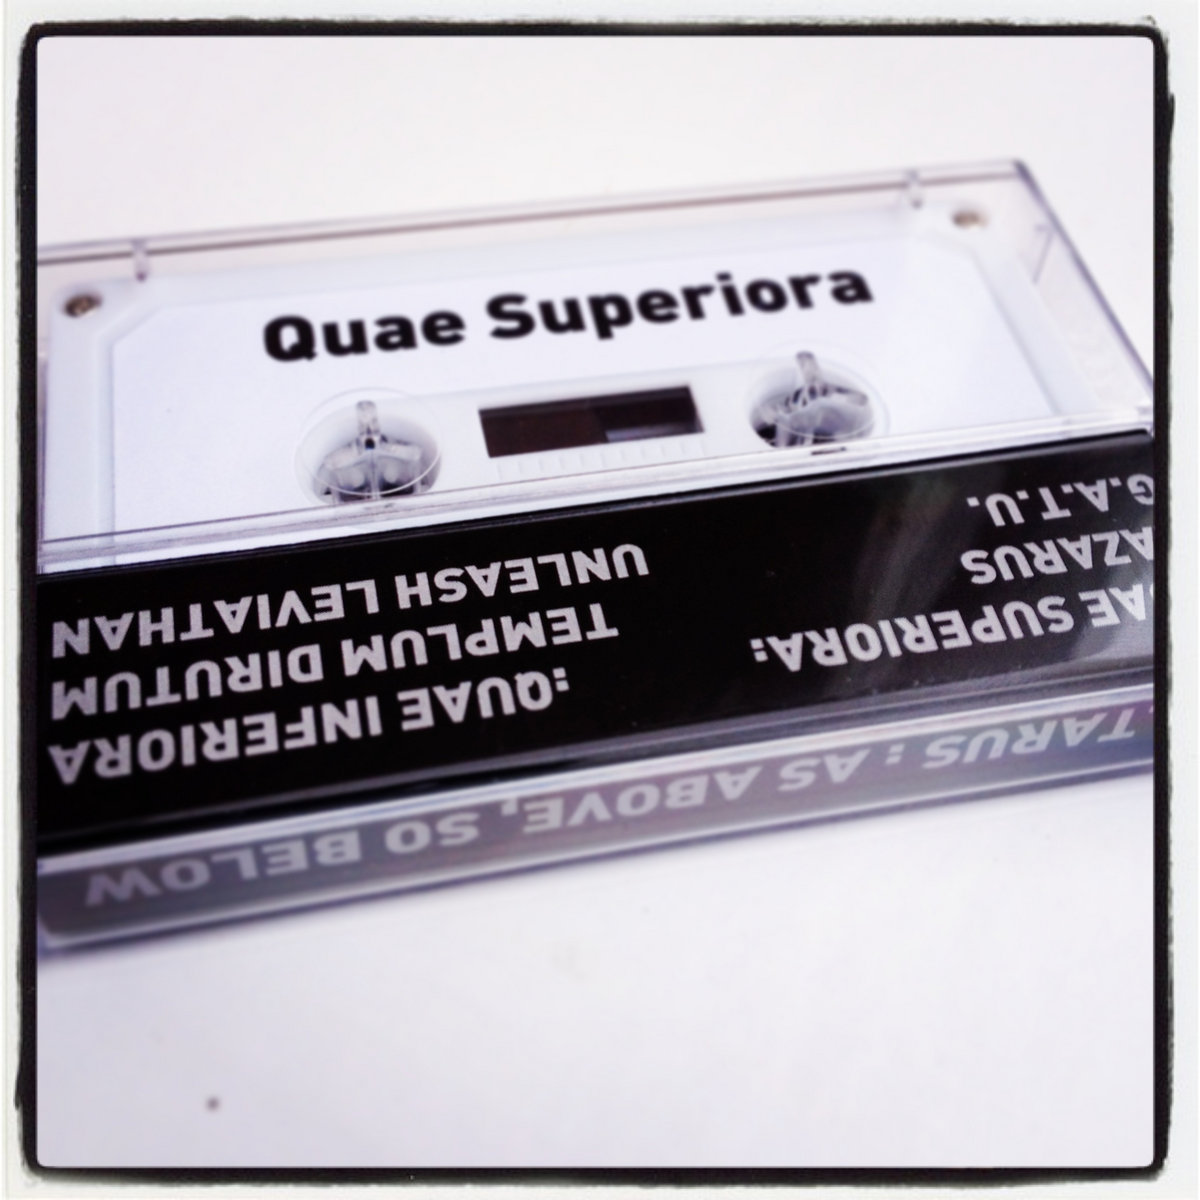 Quae Superiora
TARUS : AS ABOVE, SO BELOW
AE SUPERIORA:
AZARUS
G.A.T.U.
:QUAE INFERIORA
TEMPLUM DIRUTUM
UNLEASH LEVIATHAN